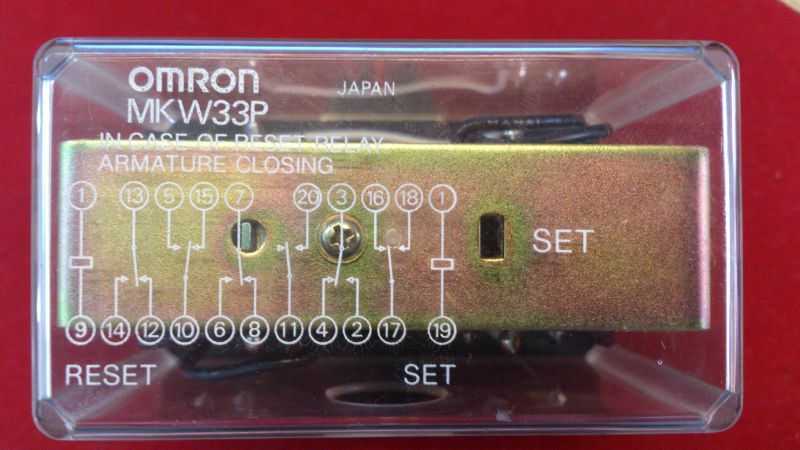 OMRON
JAPAN
MKW33P
IN CASE OF RESET RELAY
ARMATURE CLOSING
1 13 5 15 7 20 3 16 18 1
SET
9 14 12 10 6 8 11 4 2 17 19
RESET SET